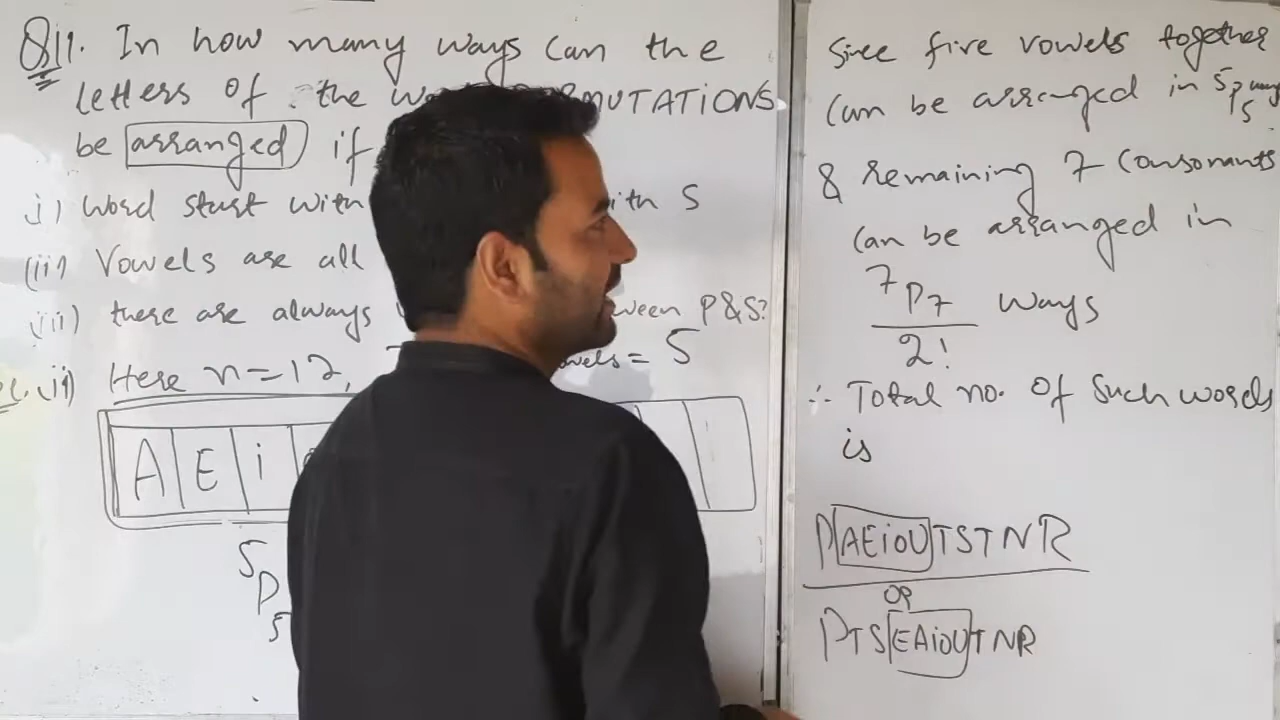 Q11. In how many ways can the
letters of the MUTATIONS
be arranged if
i) Word start with with S
(ii) Vowels are all
iii) there are always ween P&S?
ii) Here n=12, wels = 5
A E i
5P5
Since five vowels together
can be arranged in 5P5 ways
& remaining 7 Consonants
can be arranged in
7P7 ways
2!
∴ Total no. of such words
is
PAEiOUTSTNR
OR
PTSEAiOUTNR